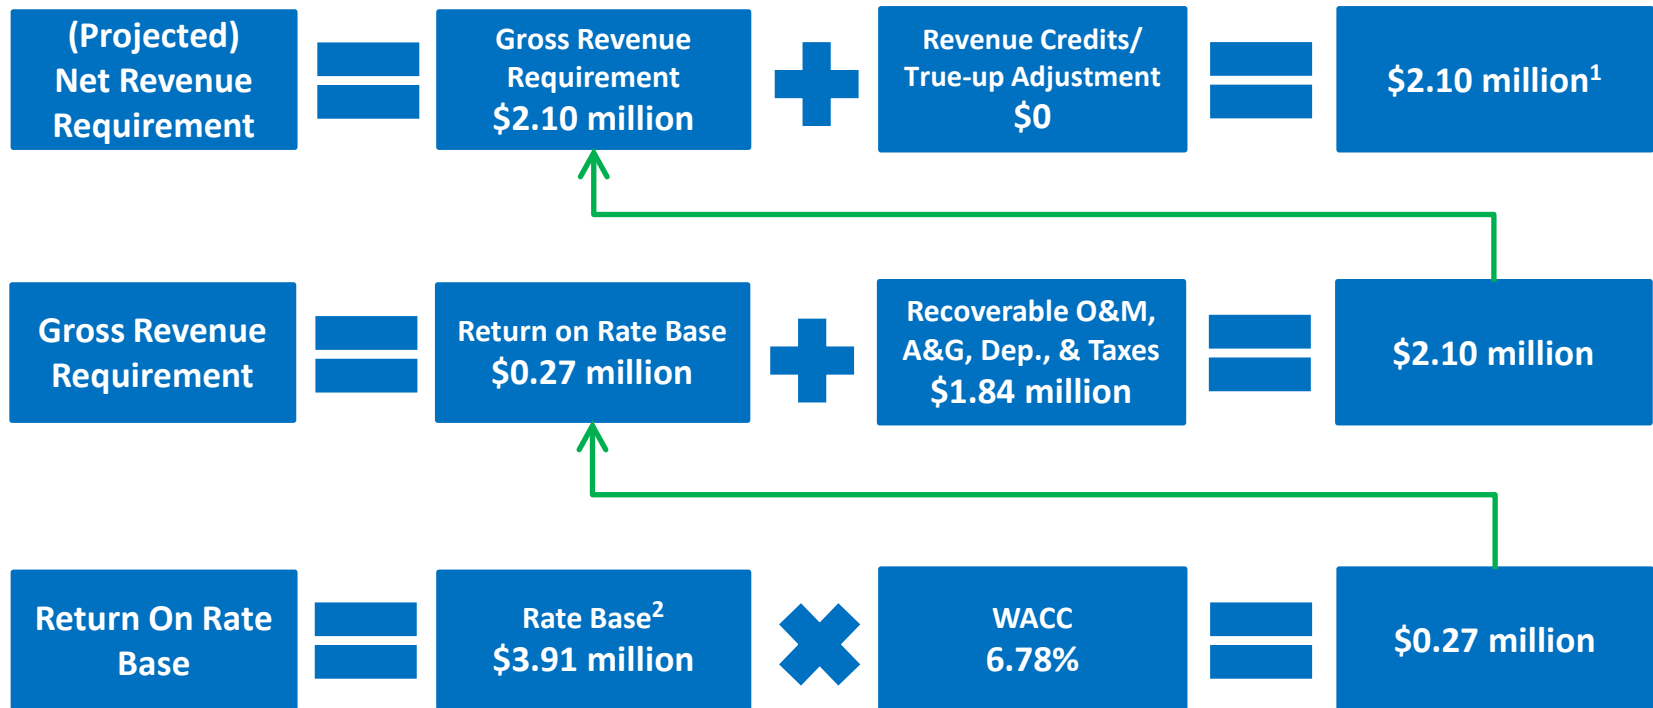 (Projected)
Net Revenue
Requirement
Gross Revenue
Requirement
$2.10 million
Revenue Credits/
True-up Adjustment
$0
$2.10 million¹
Gross Revenue
Requirement
Return on Rate Base
$0.27 million
Recoverable O&M,
A&G, Dep., & Taxes
$1.84 million
$2.10 million
Return On Rate
Base
Rate Base²
$3.91 million
WACC
6.78%
$0.27 million